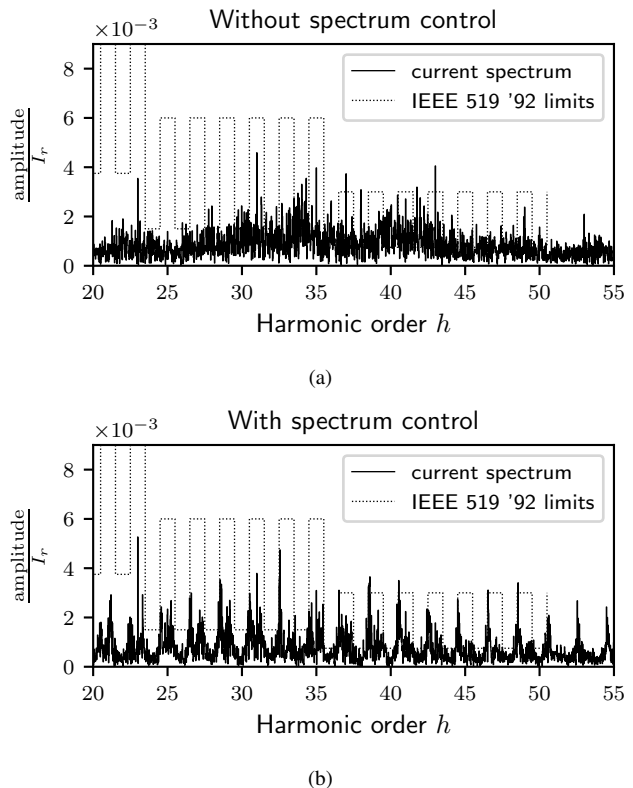 Without spectrum control
×10⁻³
8
6
4
2
0
amplitude
I_r
current spectrum
IEEE 519 '92 limits
20 25 30 35 40 45 50 55
Harmonic order h
(a)
With spectrum control
×10⁻³
8
6
4
2
0
amplitude
I_r
current spectrum
IEEE 519 '92 limits
20 25 30 35 40 45 50 55
Harmonic order h
(b)